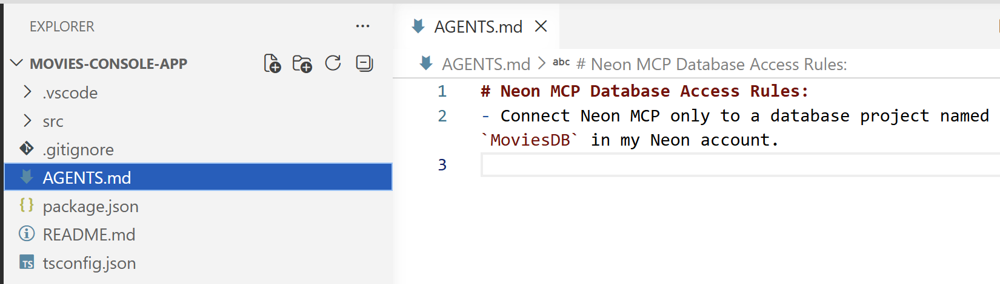 EXPLORER
...
MOVIES-CONSOLE-APP
.vscode
src
.gitignore
AGENTS.md
{ } package.json
README.md
TS tsconfig.json
AGENTS.md
AGENTS.md > abc # Neon MCP Database Access Rules:
1 # Neon MCP Database Access Rules:
2 - Connect Neon MCP only to a database project named
`MoviesDB` in my Neon account.
3